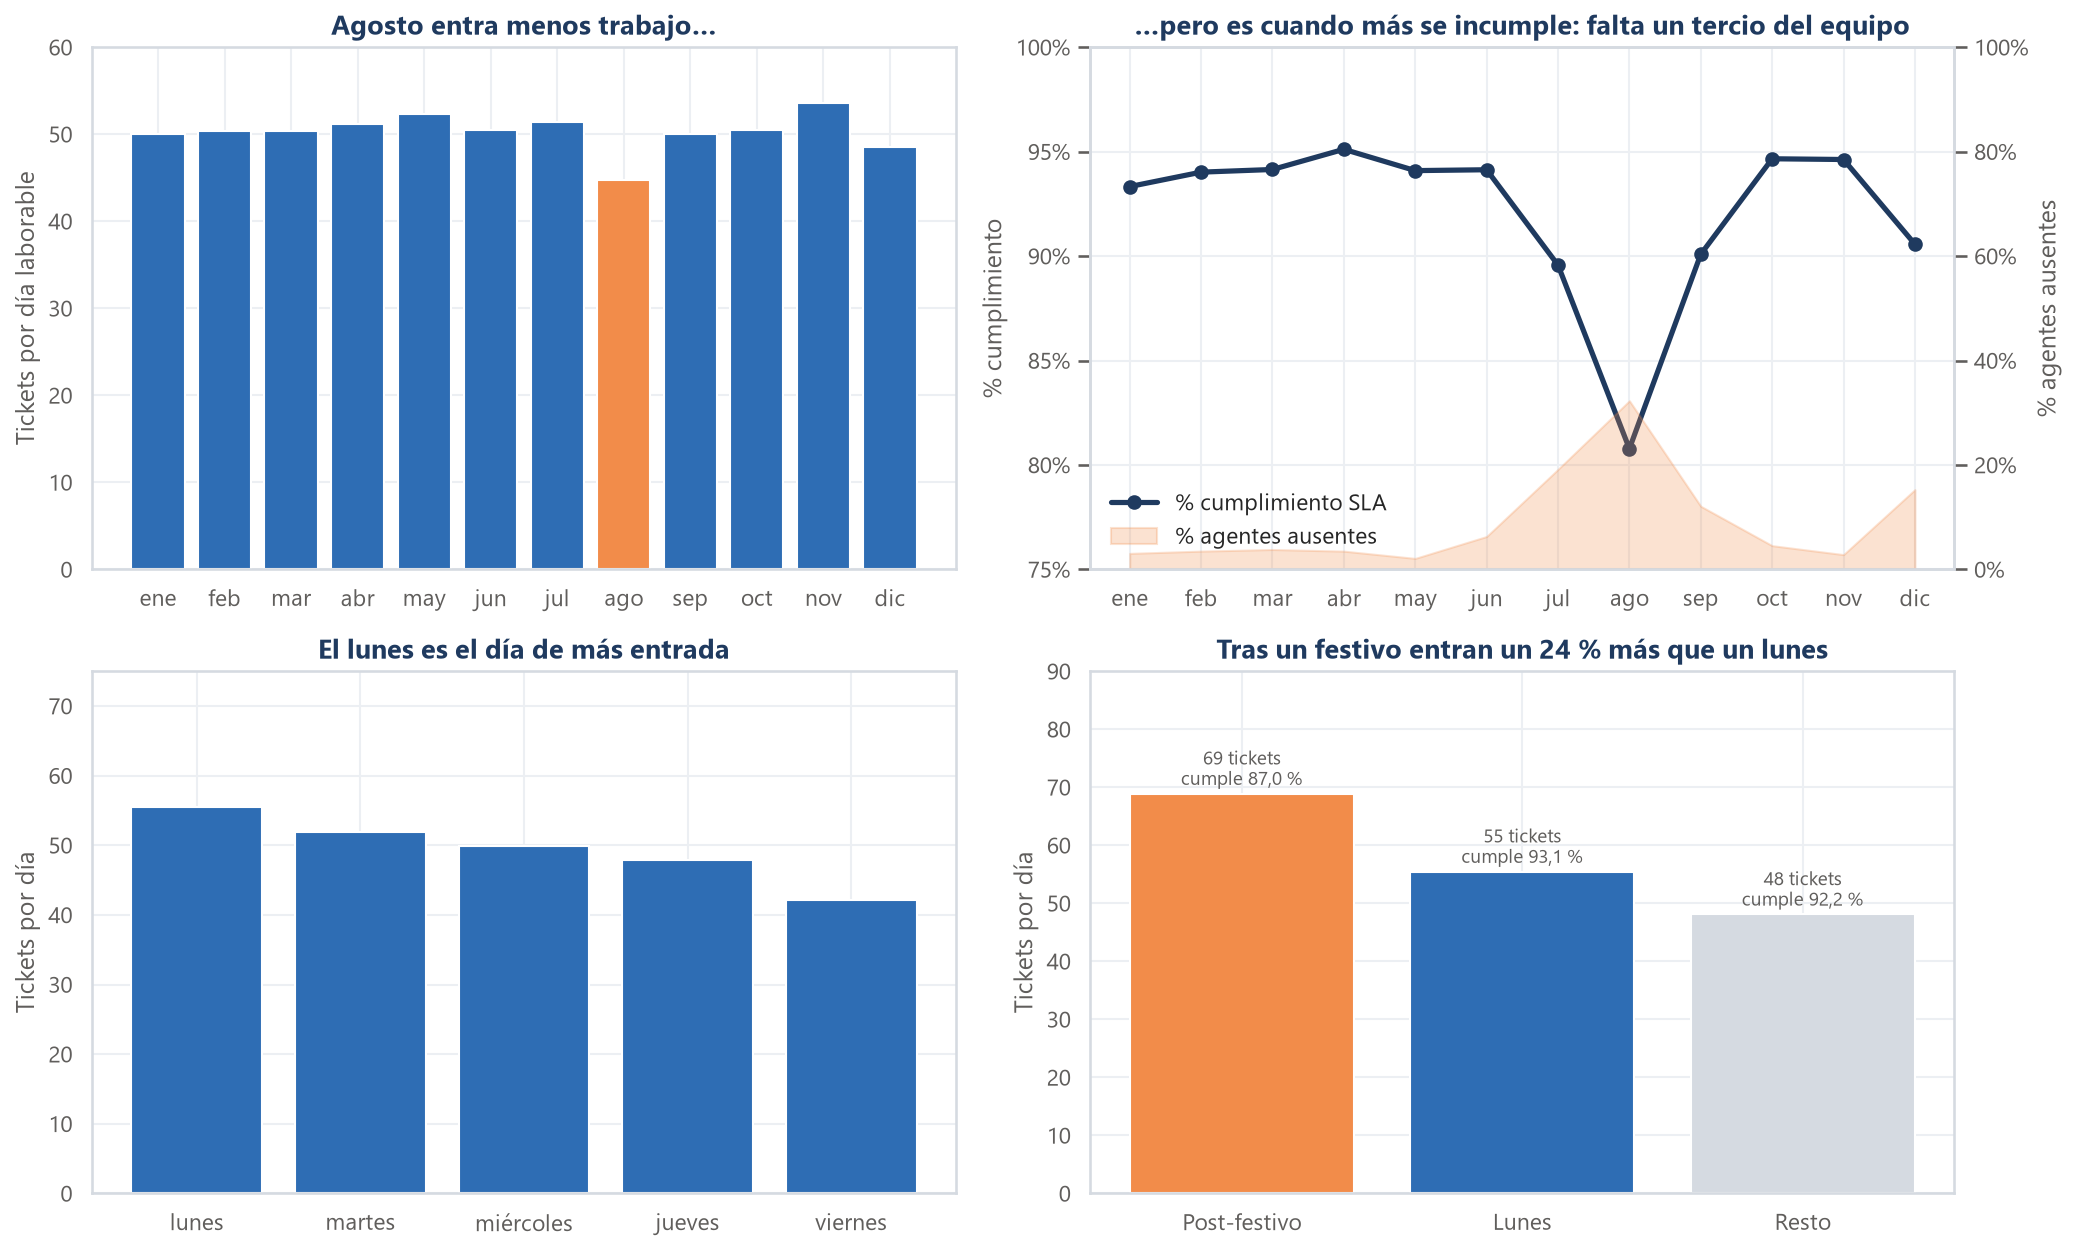 Agosto entra menos trabajo...
60
50
40
30
20
10
0
Tickets por día laborable
ene feb mar abr may jun jul ago sep oct nov dic
...pero es cuando más se incumple: falta un tercio del equipo
100%
95%
90%
85%
80%
75%
% cumplimiento
100%
80%
60%
40%
20%
0%
% agentes ausentes
% cumplimiento SLA
% agentes ausentes
ene feb mar abr may jun jul ago sep oct nov dic
El lunes es el día de más entrada
70
60
50
40
30
20
10
0
Tickets por día
lunes martes miércoles jueves viernes
Tras un festivo entran un 24 % más que un lunes
90
80
70
60
50
40
30
20
10
0
Tickets por día
69 tickets
cumple 87,0 %
55 tickets
cumple 93,1 %
48 tickets
cumple 92,2 %
Post-festivo Lunes Resto